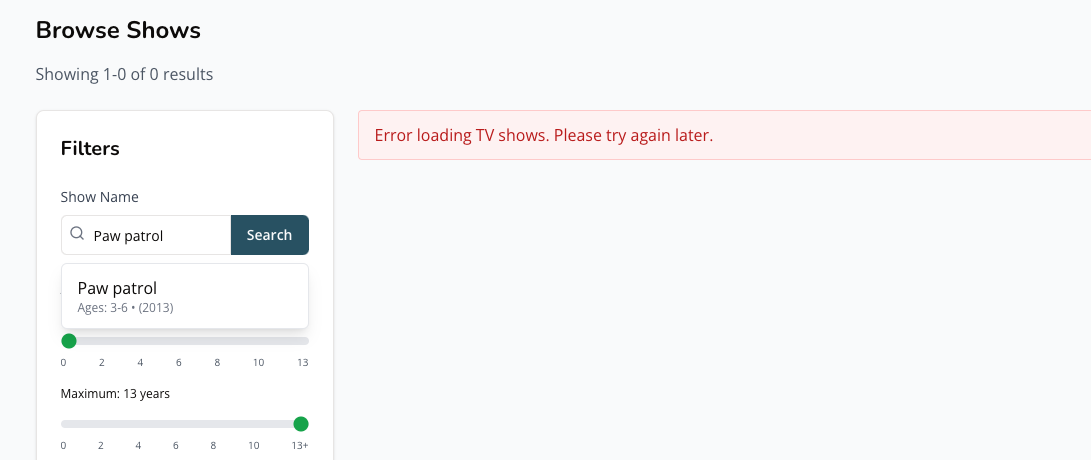 Browse Shows
Showing 1-0 of 0 results
Filters
Error loading TV shows. Please try again later.
Show Name
Paw patrol
Search
Paw patrol
Ages: 3-6 • (2013)
0 2 4 6 8 10 13
Maximum: 13 years
0 2 4 6 8 10 13+